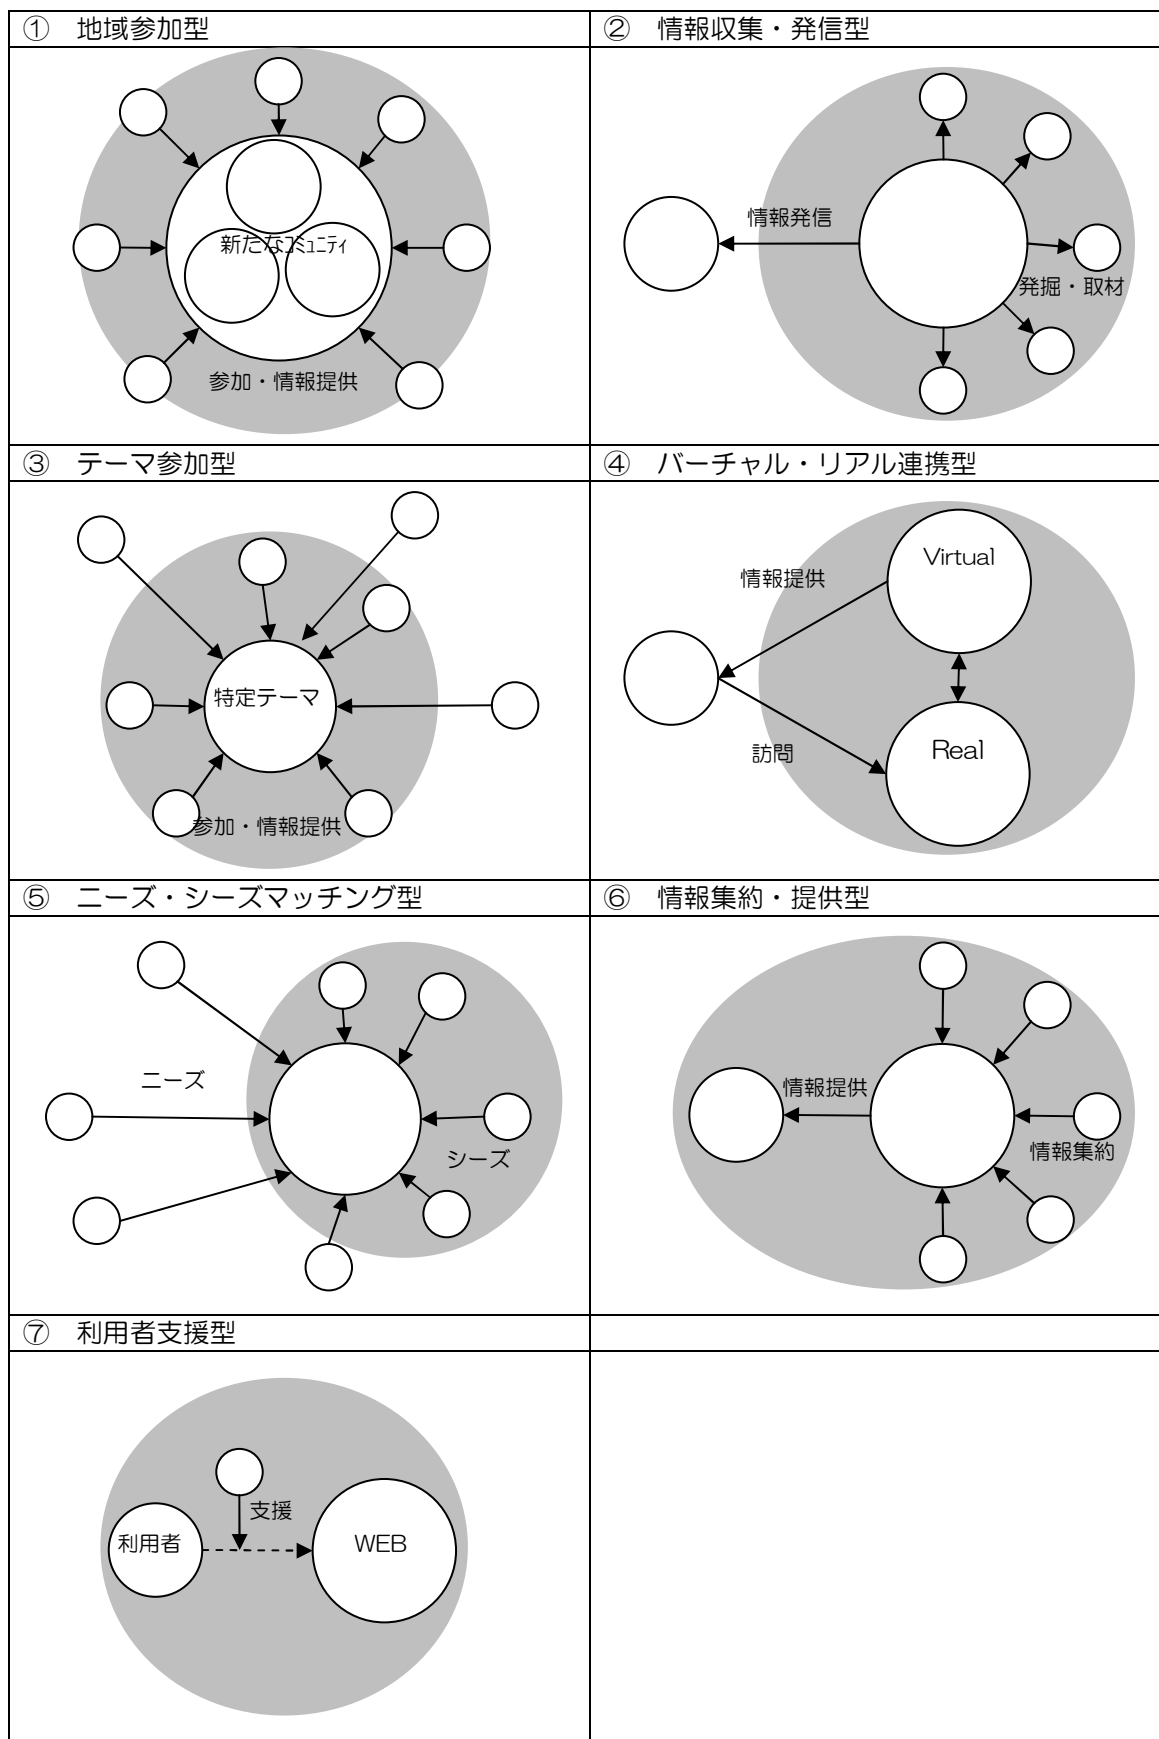 ① 地域参加型
② 情報収集・発信型
新たなｺﾐｭﾆﾃｨ
参加・情報提供
情報発信
発掘・取材
③ テーマ参加型
④ バーチャル・リアル連携型
特定テーマ
参加・情報提供
Virtual
情報提供
訪問
Real
⑤ ニーズ・シーズマッチング型
⑥ 情報集約・提供型
ニーズ
シーズ
情報提供
情報集約
⑦ 利用者支援型
支援
利用者
WEB